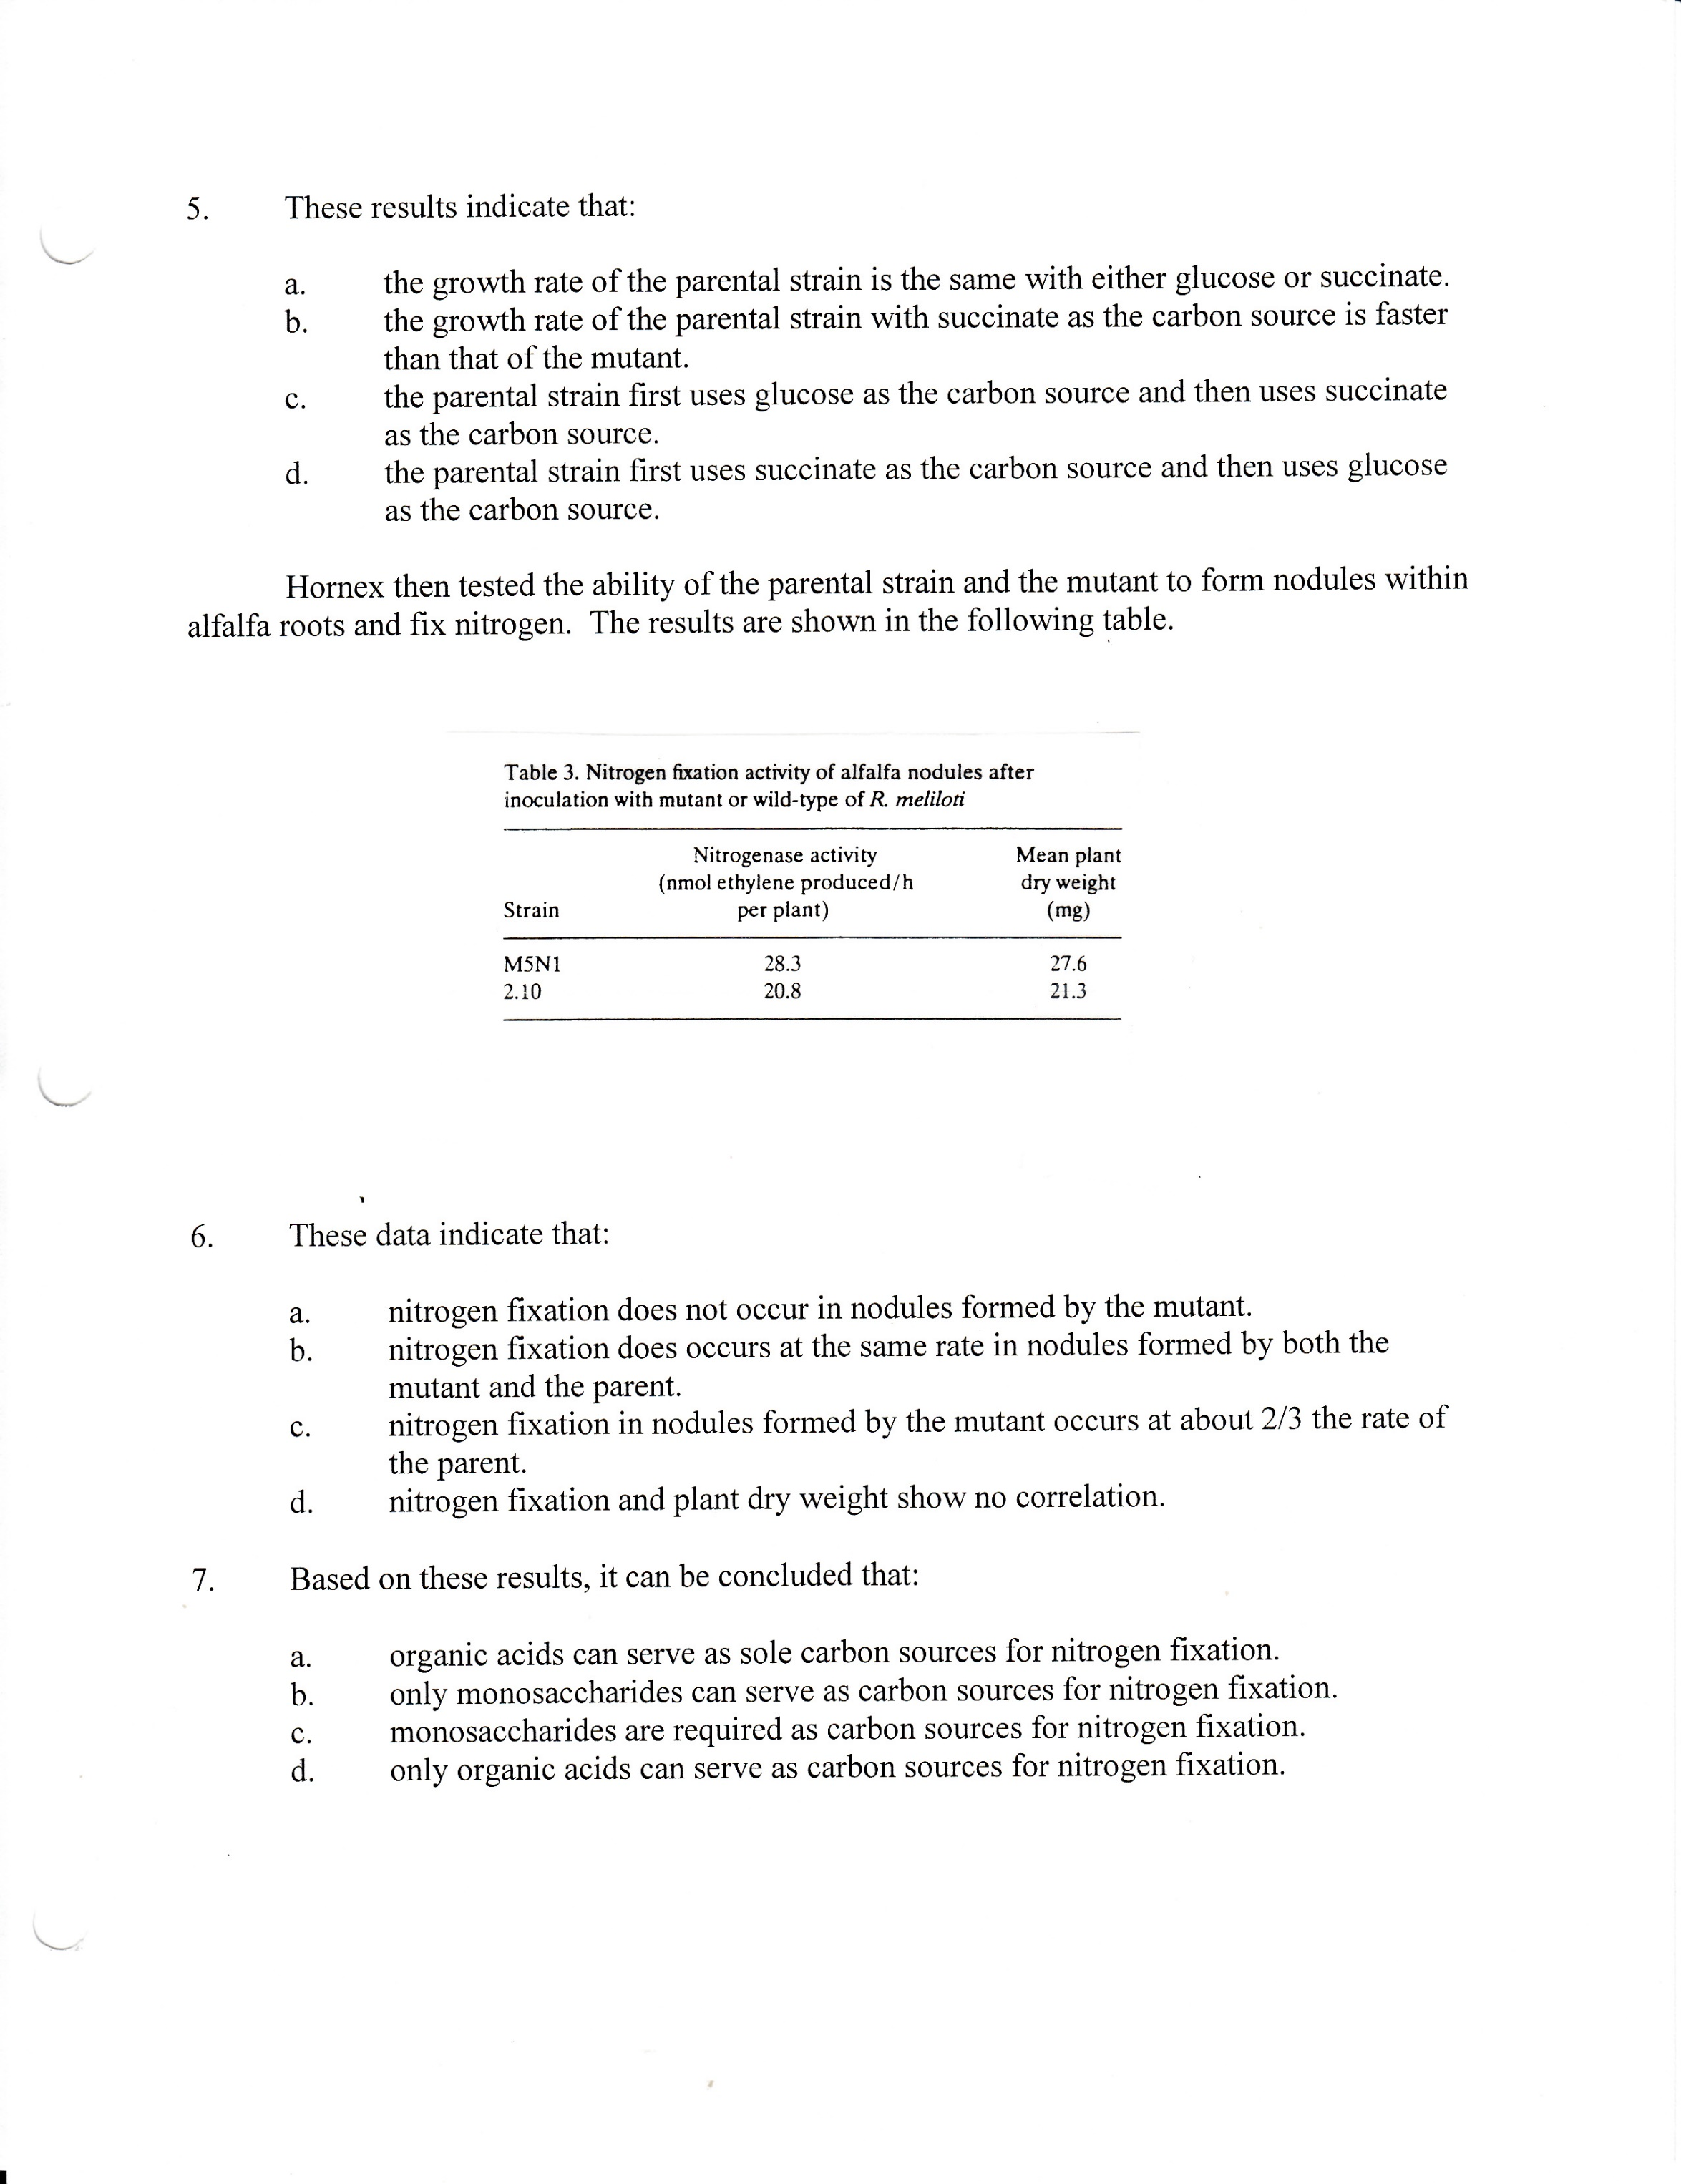 5. These results indicate that:
a. the growth rate of the parental strain is the same with either glucose or succinate.
b. the growth rate of the parental strain with succinate as the carbon source is faster
than that of the mutant.
c. the parental strain first uses glucose as the carbon source and then uses succinate
as the carbon source.
d. the parental strain first uses succinate as the carbon source and then uses glucose
as the carbon source.
Hornex then tested the ability of the parental strain and the mutant to form nodules within
alfalfa roots and fix nitrogen. The results are shown in the following table.
Table 3. Nitrogen fixation activity of alfalfa nodules after
inoculation with mutant or wild-type of R. meliloti
Nitrogenase activity Mean plant
(nmol ethylene produced/h dry weight
Strain per plant) (mg)
M5N1 28.3 27.6
2.10 20.8 21.3
6. These data indicate that:
a. nitrogen fixation does not occur in nodules formed by the mutant.
b. nitrogen fixation does occurs at the same rate in nodules formed by both the
mutant and the parent.
c. nitrogen fixation in nodules formed by the mutant occurs at about 2/3 the rate of
the parent.
d. nitrogen fixation and plant dry weight show no correlation.
7. Based on these results, it can be concluded that:
a. organic acids can serve as sole carbon sources for nitrogen fixation.
b. only monosaccharides can serve as carbon sources for nitrogen fixation.
c. monosaccharides are required as carbon sources for nitrogen fixation.
d. only organic acids can serve as carbon sources for nitrogen fixation.